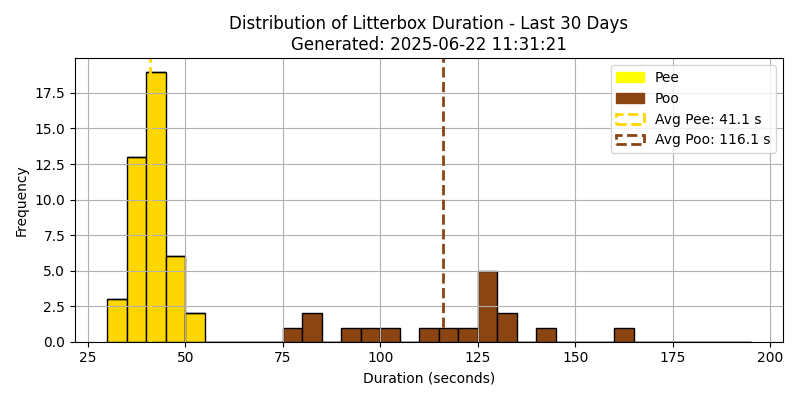 Distribution of Litterbox Duration - Last 30 Days
Generated: 2025-06-22 11:31:21
Pee
Poo
Avg Pee: 41.1 s
Avg Poo: 116.1 s
Frequency
17.5
15.0
12.5
10.0
7.5
5.0
2.5
0.0
25 50 75 100 125 150 175 200
Duration (seconds)